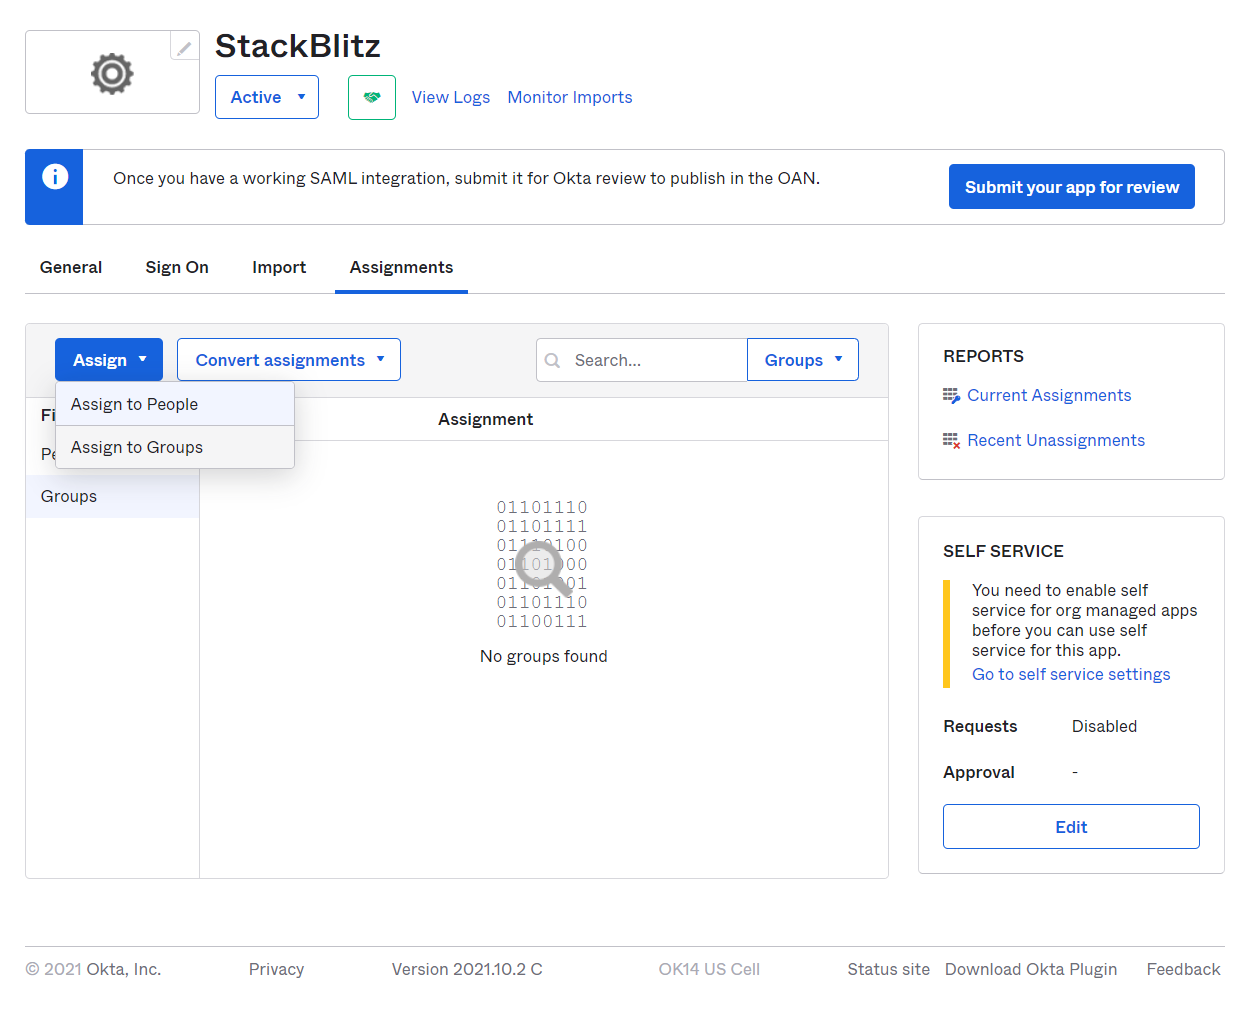 StackBlitz
Active
View Logs
Monitor Imports
Once you have a working SAML integration, submit it for Okta review to publish in the OAN.
Submit your app for review
General
Sign On
Import
Assignments
Assign
Convert assignments
Search...
Groups
Assign to People
Assign to Groups
Fi
Pe
Groups
Assignment
01101110
01101111
01110100
01101000
01101001
01101110
01100111
No groups found
REPORTS
Current Assignments
Recent Unassignments
SELF SERVICE
You need to enable self
service for org managed apps
before you can use self
service for this app.
Go to self service settings
Requests Disabled
Approval -
Edit
© 2021 Okta, Inc.
Privacy
Version 2021.10.2 C
OK14 US Cell
Status site
Download Okta Plugin
Feedback